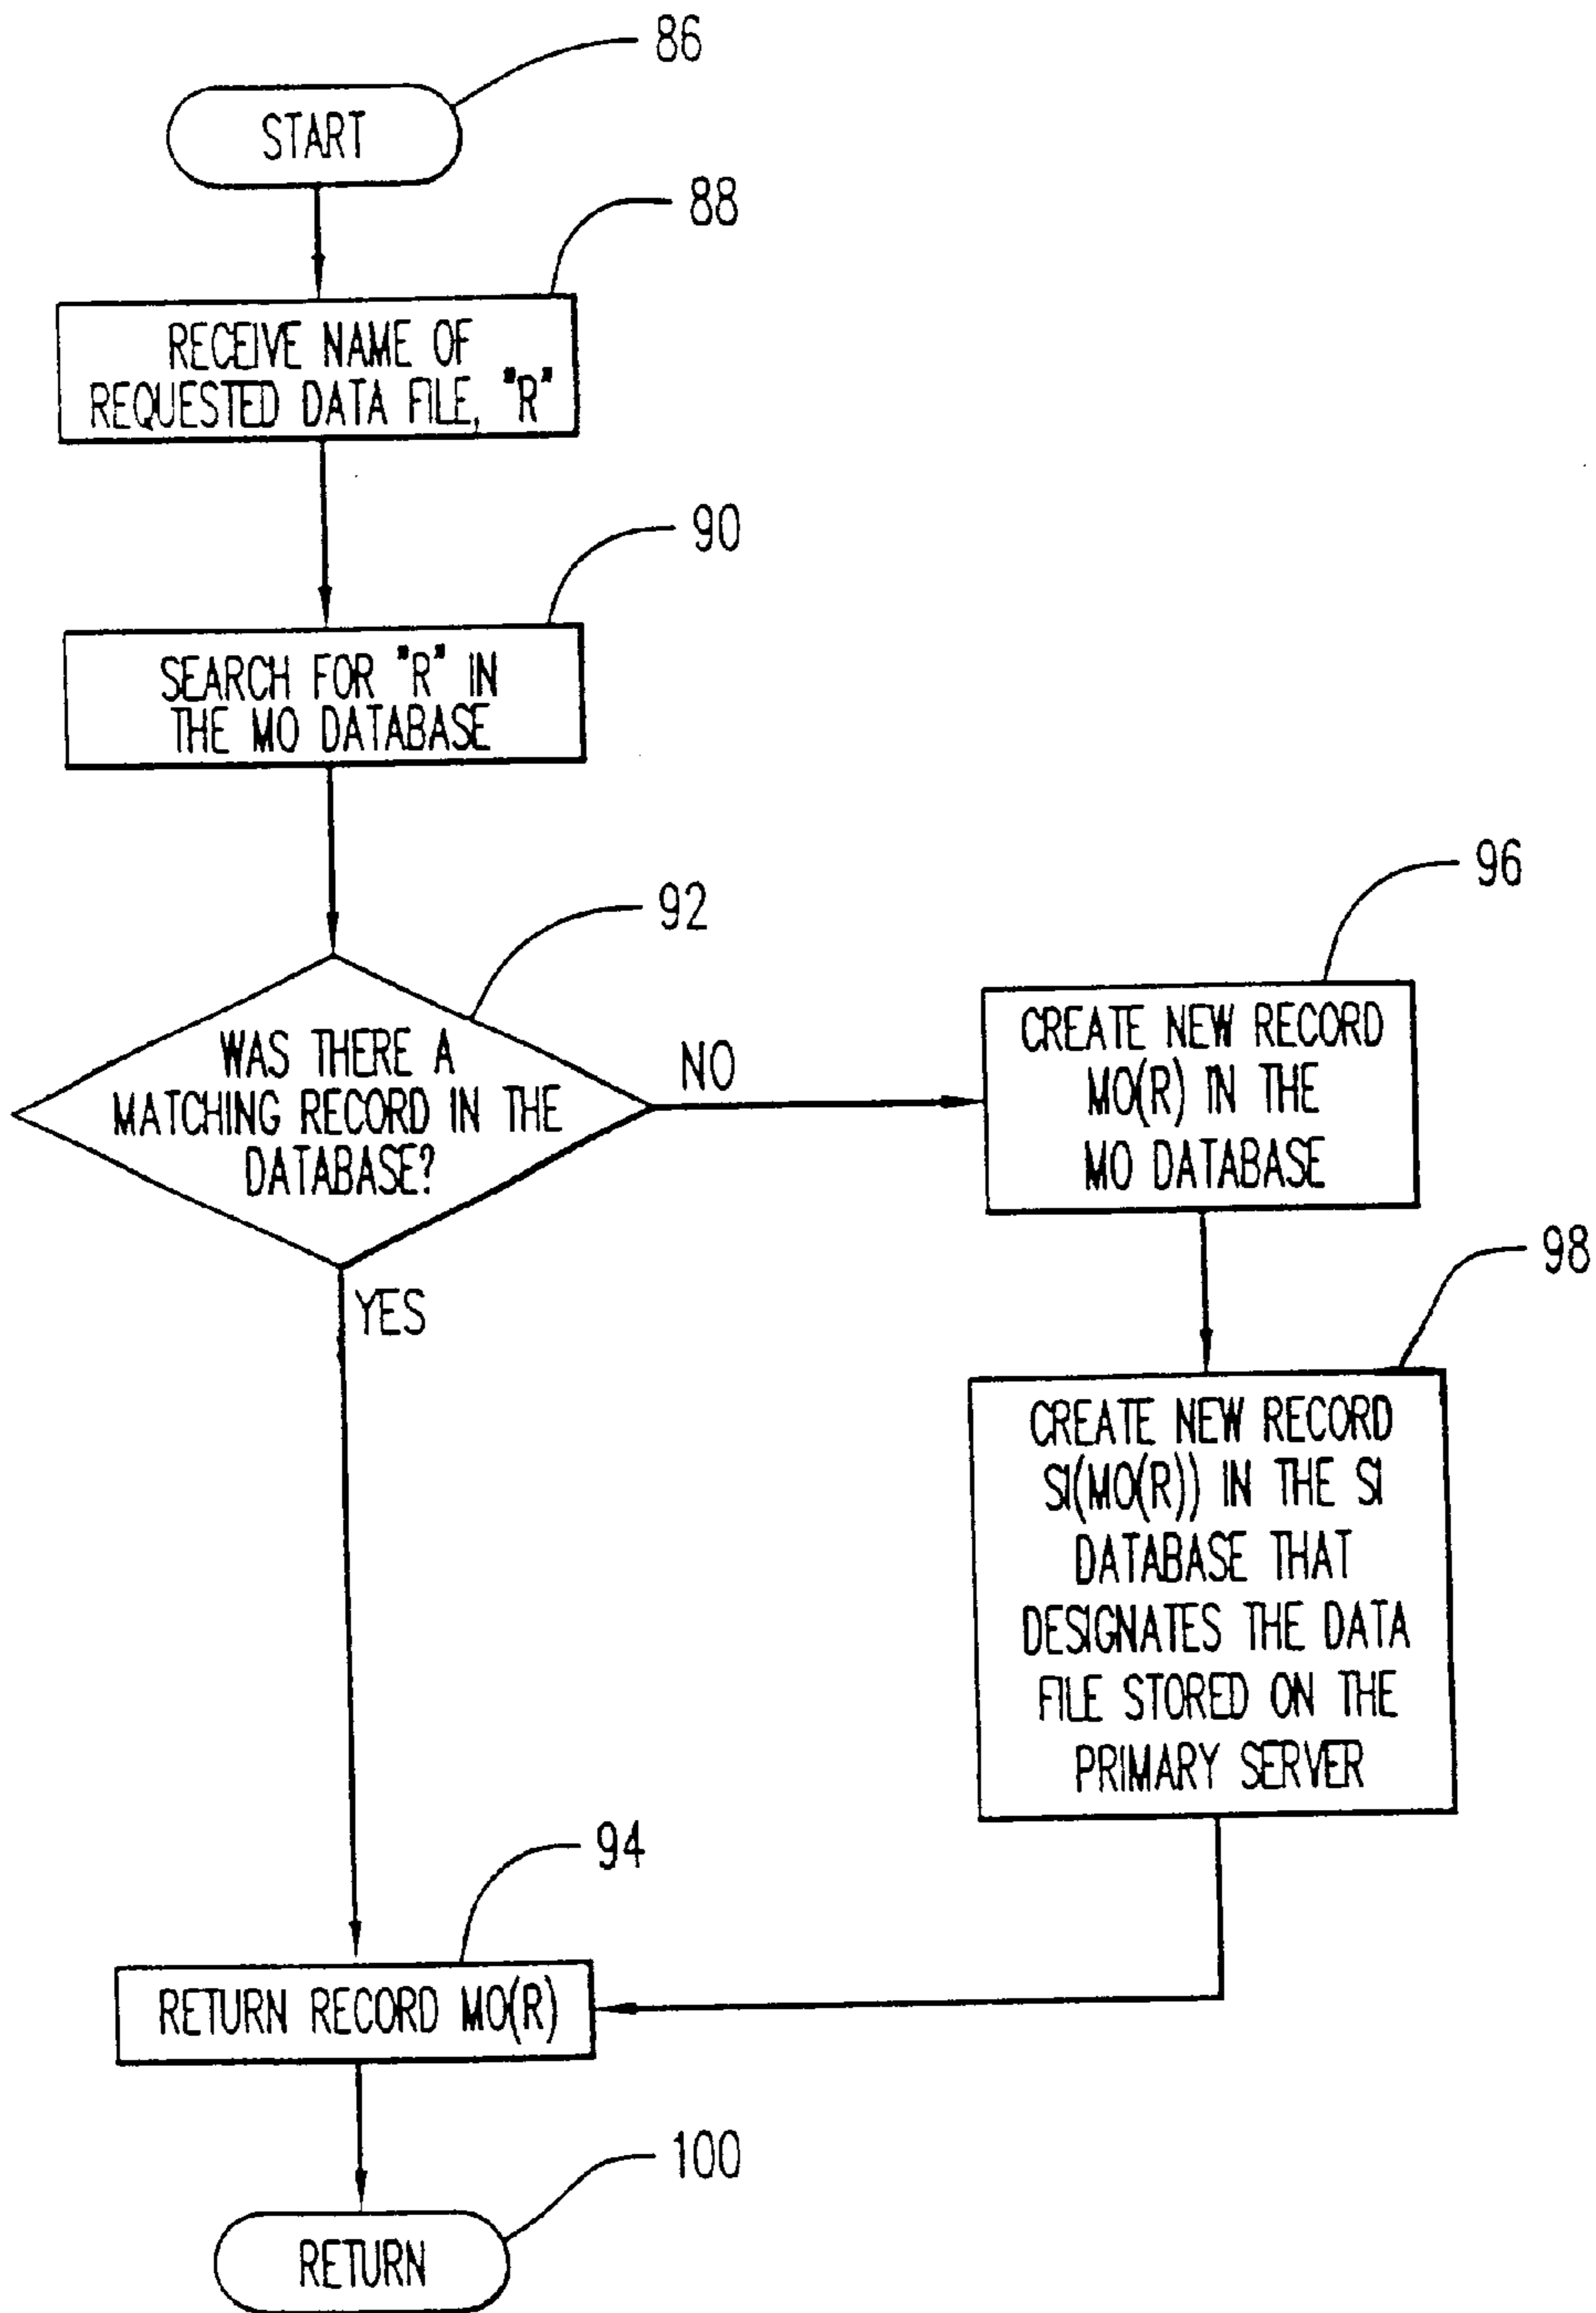 86
START
88
RECEIVE NAME OF
REQUESTED DATA FILE, "R"
90
SEARCH FOR "R" IN
THE MO DATABASE
92
WAS THERE A
MATCHING RECORD IN THE
DATABASE?
NO
YES
96
CREATE NEW RECORD
MO(R) IN THE
MO DATABASE
98
CREATE NEW RECORD
SI(MO(R)) IN THE SI
DATABASE THAT
DESIGNATES THE DATA
FILE STORED ON THE
PRIMARY SERVER
94
RETURN RECORD MO(R)
100
RETURN